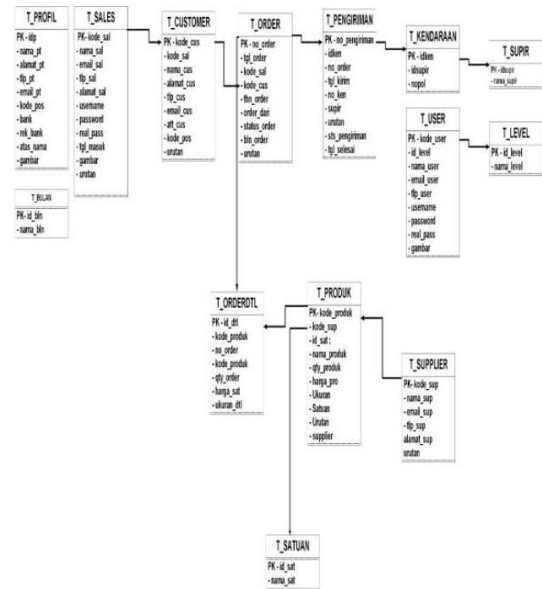 T_PROFIL
PK - idp
- nama_pt
- alamat_pt
- tlp_pt
- email_pt
- kode_pos
- bank
- rek_bank
- atas_nama
- gambar
T_BULAN
PK- id_bln
- nama_bln
T_SALES
PK- kode_sal
- nama_sal
- email_sal
- tlp_sal
- alamat_sal
- username
- password
- real_pass
- tgl_masuk
- gambar
- urutan
T_CUSTOMER
PK - kode_cus
- kode_sal
- nama_cus
- alamat_cus
- tlp_cus
- email_cus
- att_cus
- kode_pos
- urutan
T_ORDER
PK - no_order
- tgl_order
- kode_sal
- kode_cus
- thn_order
- order_dari
- status_order
- bln_order
- urutan
T_PENGIRIMAN
PK - no_pengiriman
- idken
- no_order
- tgl_kirim
- no_ken
- supir
- urutan
- sts_pengiriman
- tgl_selesai
T_KENDARAAN
PK - idken
- idsupir
- nopol
T_SUPIR
PK - idsupir
- nama_supir
T_USER
PK - kode_user
- id_level
- nama_user
- email_user
- tlp_user
- username
- password
- real_pass
- gambar
T_LEVEL
PK - id_level
- nama_level
T_ORDERDTL
PK - id_dtl
- kode_produk
- no_order
- kode_produk
- qty_order
- harga_sat
- ukuran_dtl
T_PRODUK
PK- kode_produk
- kode_sup
- id_sat :
- nama_produk
- qty_produk
- harga_pro
- Ukuran
- Satuan
- Urutan
- supplier
T_SUPPLIER
PK- kode_sup
- nama_sup
- email_sup
- tlp_sup
alamat_sup
urutan
T_SATUAN
PK - id_sat
- nama_sat